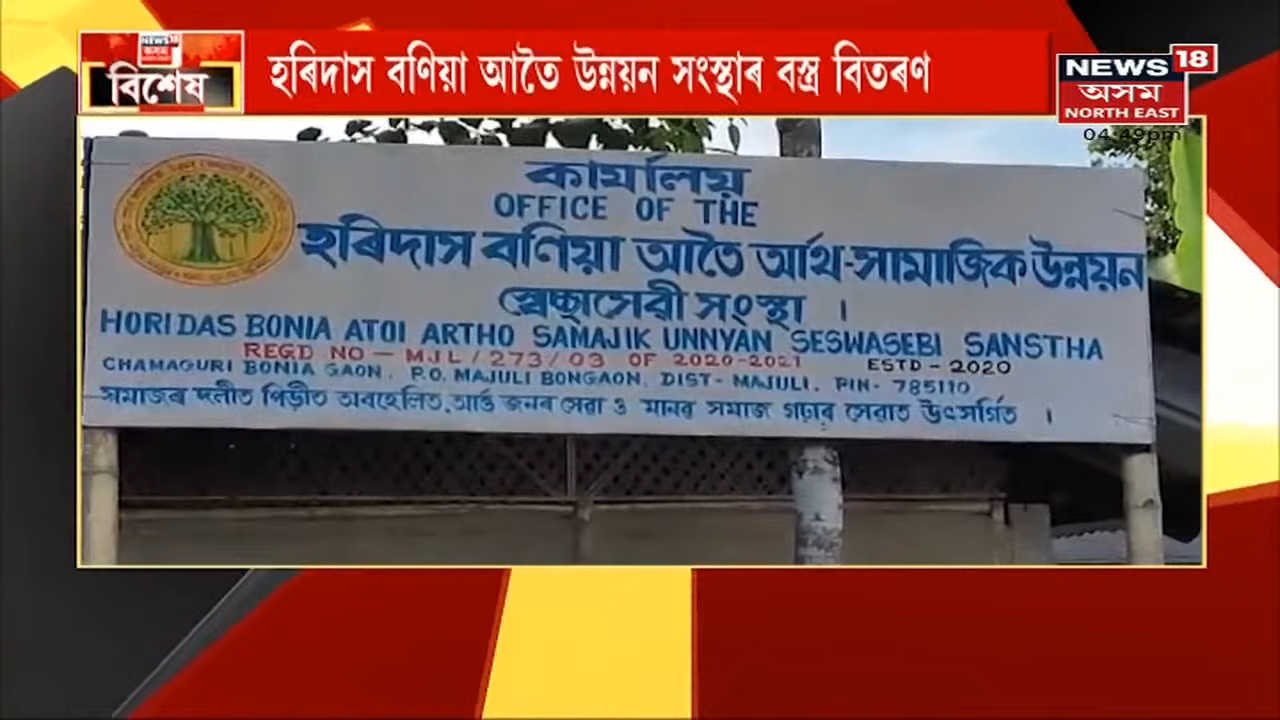 বিশেষ
হৰিদাস বণিয়া আতৈ উন্নয়ন সংস্থাৰ বস্ত্ৰ বিতৰণ
NEWS 18
অসম
NORTH EAST
04:49pm
কাৰ্যালয়
OFFICE OF THE
হৰিদাস বণিয়া আতৈ আৰ্থ-সামাজিক উন্নয়ন
স্বেচ্ছাসেৱী সংস্থা ।
HORIDAS BONIA ATOI ARTHO SAMAJIK UNNYAN SESWASEBI SANSTHA
REGD NO - MJL/273/03 OF 2020-2021 ESTD - 2020
CHAMAGURI BONIA GAON. P.O. MAJULI BONGAON. DIST- MAJULI. PIN- 785110
সমাজৰ দলীত পিড়ীত অবহেলিত, আৰ্ত্ত জনৰ সেৱা ও মানৱ সমাজ গঢ়াৰ সেৱাত উৎসৰ্গিত ।